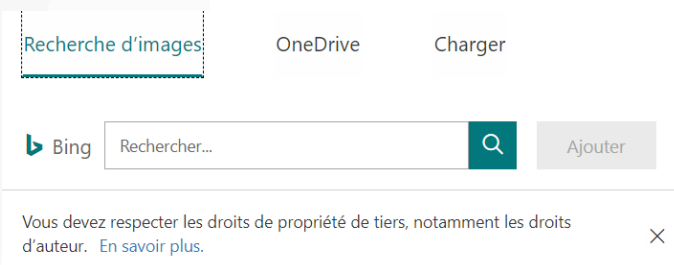 Recherche d'images OneDrive Charger
Bing Rechercher... Ajouter
Vous devez respecter les droits de propriété de tiers, notamment les droits
d'auteur. En savoir plus.